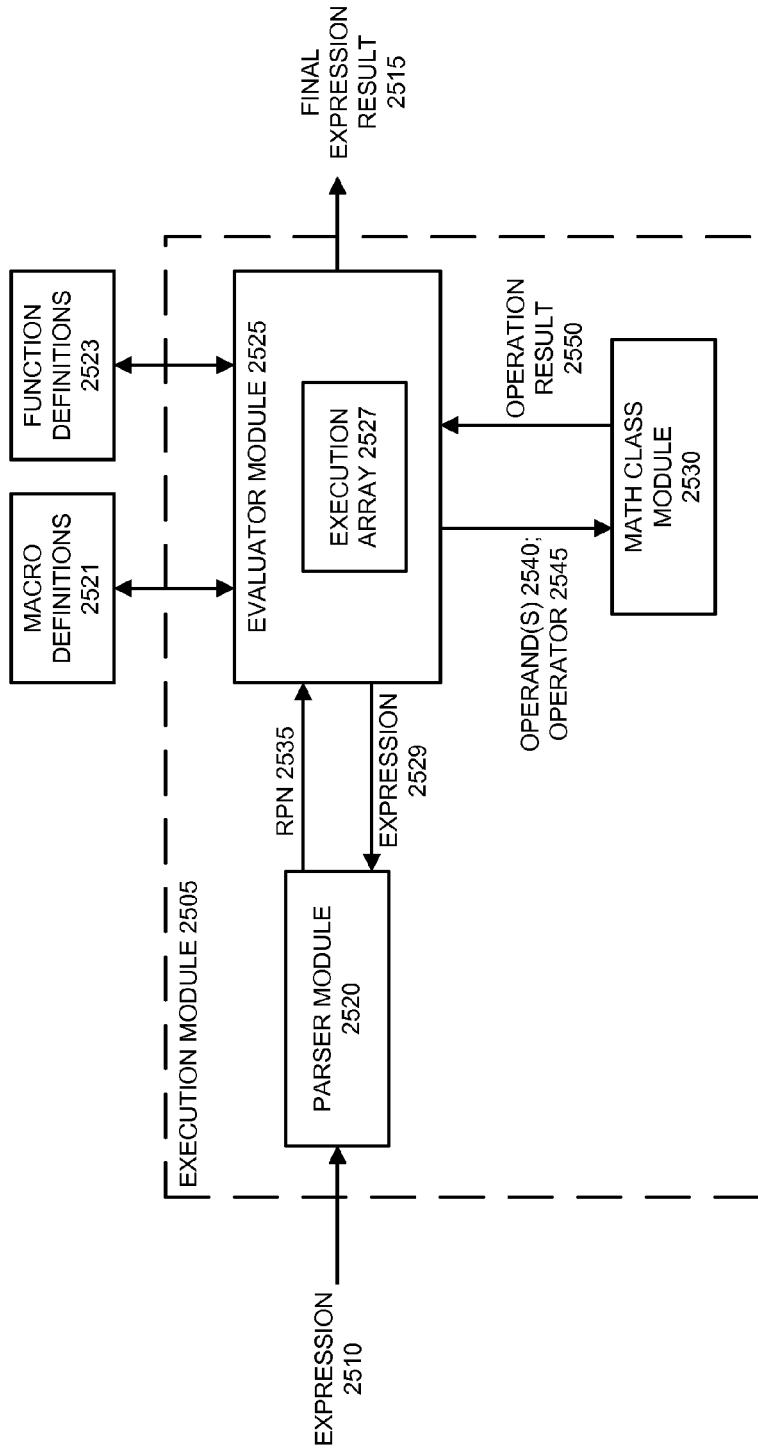 MACRO
DEFINITIONS
2521
FUNCTION
DEFINITIONS
2523
EXECUTION MODULE 2505
EXPRESSION
2510
PARSER MODULE
2520
RPN 2535
EXPRESSION
2529
EVALUATOR MODULE 2525
EXECUTION
ARRAY 2527
FINAL
EXPRESSION
RESULT
2515
OPERAND(S) 2540;
OPERATOR 2545
OPERATION
RESULT
2550
MATH CLASS
MODULE
2530